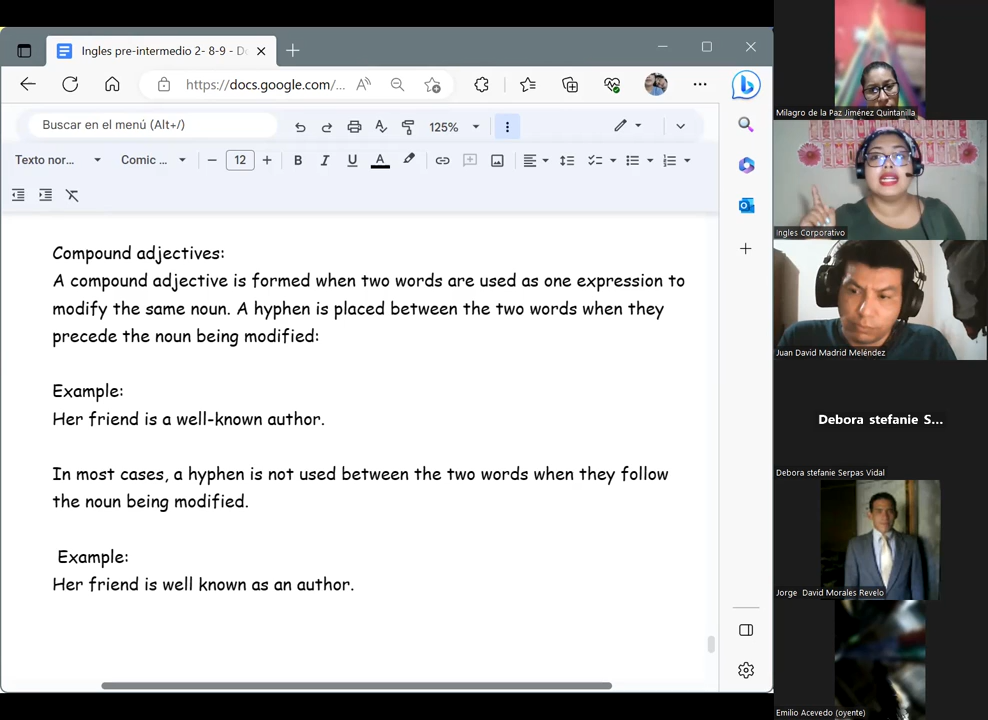 Ingles pre-intermedio 2- 8-9 - Do
https://docs.google.com/...
Buscar en el menú (Alt+/)
125%
Texto nor...
Comic ...
12
B
I
U
A
Compound adjectives:
A compound adjective is formed when two words are used as one expression to
modify the same noun. A hyphen is placed between the two words when they
precede the noun being modified:
Example:
Her friend is a well-known author.
In most cases, a hyphen is not used between the two words when they follow
the noun being modified.
Example:
Her friend is well known as an author.
Milagro de la Paz Jiménez Quintanilla
Ingles Corporativo
Juan David Madrid Meléndez
Debora stefanie S...
Debora stefanie Serpas Vidal
Jorge David Morales Revelo
Emilio Acevedo (oyente)